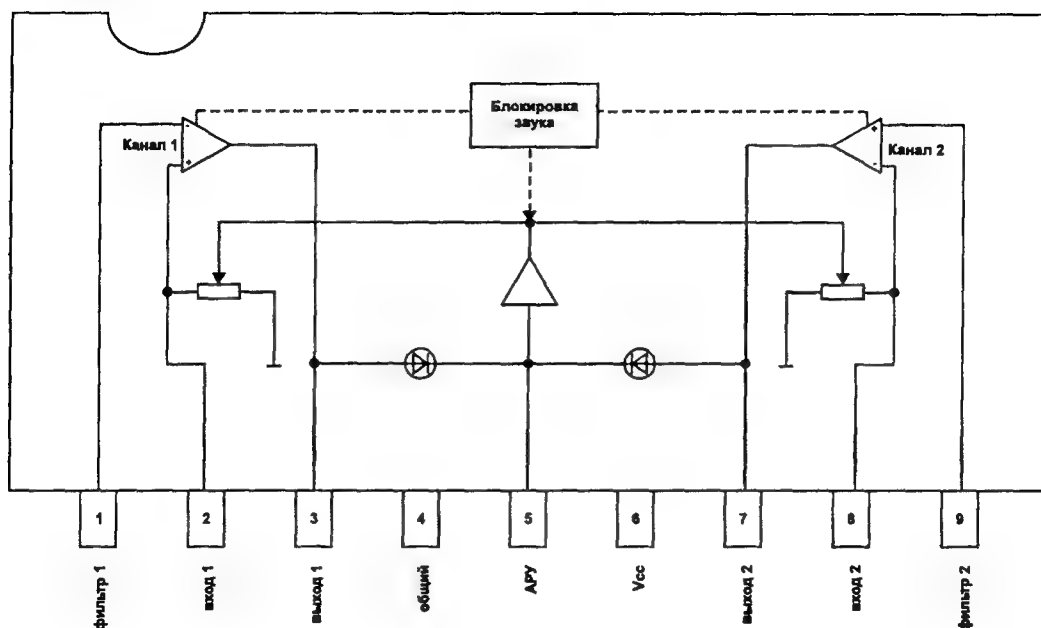 Блокировка
заука
Канал 1
-
+
Канал 2
+
-
1
2
3
4
5
6
7
8
9
фильтр 1
вход 1
выход 1
общий
АРУ
Vcc
выход 2
вход 2
фильтр 2